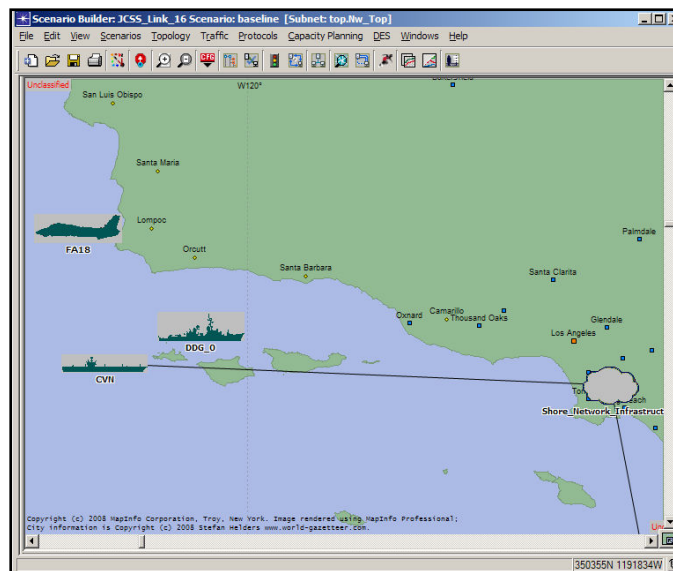 Scenario Builder: JCSS_Link_16 Scenario: baseline [Subnet: top.Nw_Top]
File Edit View Scenarios Topology Traffic Protocols Capacity Planning DES Windows Help
Unclassified
W120°
San Luis Obispo
Santa Maria
Lompoc
FA18
Orcutt
Palmdale
Santa Barbara
Santa Clarita
Oxnard
Camarillo
Thousand Oaks
Glendale
Los Angeles
DDG_0
CVN
Tor
each
Shore_Network_Infrastruct
Copyright (c) 2008 MapInfo Corporation, Troy, New York. Image rendered using MapInfo Professional;
City information is Copyright (c) 2008 Stefan Helders www.world-gazetteer.com.
Unc
350355N 1191834W